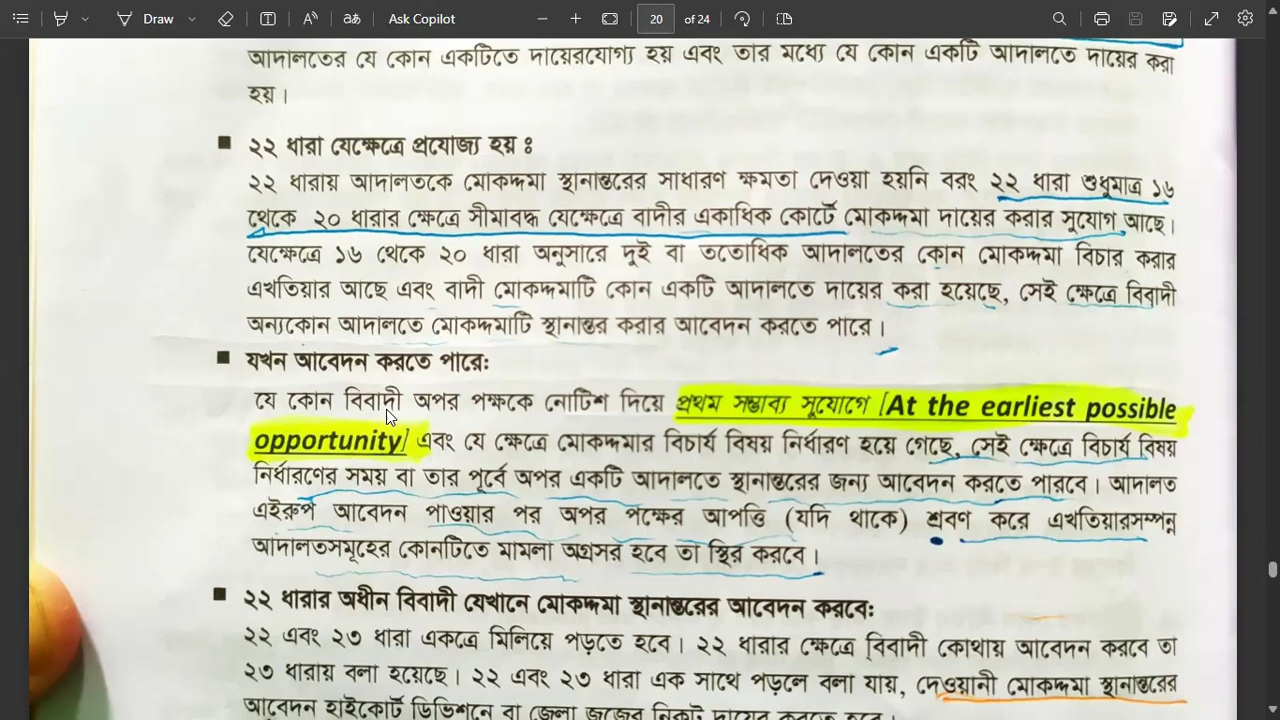 Draw
Ask Copilot
20 of 24
আদালতের যে কোন একটিতে দায়েরযোগ্য হয় এবং তার মধ্যে যে কোন একটি আদালতে দায়ের করা
হয়।
■ ২২ ধারা যেক্ষেত্রে প্রযোজ্য হয় ঃ
২২ ধারায় আদালতকে মোকদ্দমা স্থানান্তরের সাধারণ ক্ষমতা দেওয়া হয়নি বরং ২২ ধারা শুধুমাত্র ১৬
থেকে ২০ ধারার ক্ষেত্রে সীমাবদ্ধ যেক্ষেত্রে বাদীর একাধিক কোর্টে মোকদ্দমা দায়ের করার সুযোগ আছে।
যেক্ষেত্রে ১৬ থেকে ২০ ধারা অনুসারে দুই বা ততোধিক আদালতের কোন মোকদ্দমা বিচার করার
এখতিয়ার আছে এবং বাদী মোকদ্দমাটি কোন একটি আদালতে দায়ের করা হয়েছে, সেই ক্ষেত্রে বিবাদী
অন্যকোন আদালতে মোকদ্দমাটি স্থানান্তর করার আবেদন করতে পারে।
■ যখন আবেদন করতে পারেঃ
যে কোন বিবাদী অপর পক্ষকে নোটিশ দিয়ে প্রথম সম্ভাব্য সুযোগে [At the earliest possible
opportunity] এবং যে ক্ষেত্রে মোকদ্দমার বিচার্য বিষয় নির্ধারণ হয়ে গেছে, সেই ক্ষেত্রে বিচার্য বিষয়
নির্ধারণের সময় বা তার পূর্বে অপর একটি আদালতে স্থানান্তরের জন্য আবেদন করতে পারবে। আদালত
এইরুপ আবেদন পাওয়ার পর অপর পক্ষের আপত্তি (যদি থাকে) শ্রবণ করে এখতিয়ারসম্পন্ন
আদালতসমূহের কোনটিতে মামলা অগ্রসর হবে তা স্থির করবে।
■ ২২ ধারার অধীন বিবাদী যেখানে মোকদ্দমা স্থানান্তরের আবেদন করবেঃ
২২ এবং ২৩ ধারা একত্রে মিলিয়ে পড়তে হবে। ২২ ধারার ক্ষেত্রে বিবাদী কোথায় আবেদন করবে তা
২৩ ধারায় বলা হয়েছে। ২২ এবং ২৩ ধারা এক সাথে পড়লে বলা যায়, দেওয়ানী মোকদ্দমা স্থানান্তরের
আবেদন হাইকোর্ট ডিভিশনে বা জেলা জজের নিকট দায়ের করতে হবে।